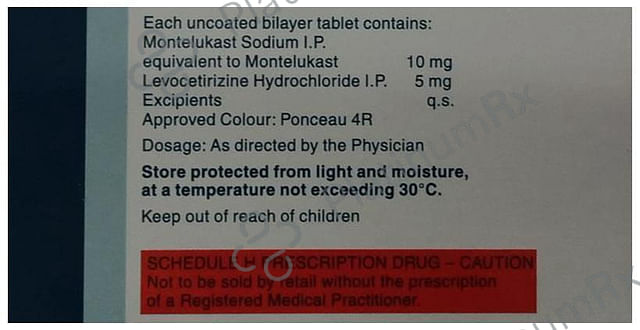 Each uncoated bilayer tablet contains:
Montelukast Sodium I.P.
equivalent to Montelukast 10 mg
Levocetirizine Hydrochloride I.P. 5 mg
Excipients q.s.
Approved Colour: Ponceau 4R
Dosage: As directed by the Physician
Store protected from light and moisture,
at a temperature not exceeding 30°C.
Keep out of reach of children
SCHEDULE H PRESCRIPTION DRUG – CAUTION
Not to be sold by retail without the prescription
of a Registered Medical Practitioner.
PlatinumRx